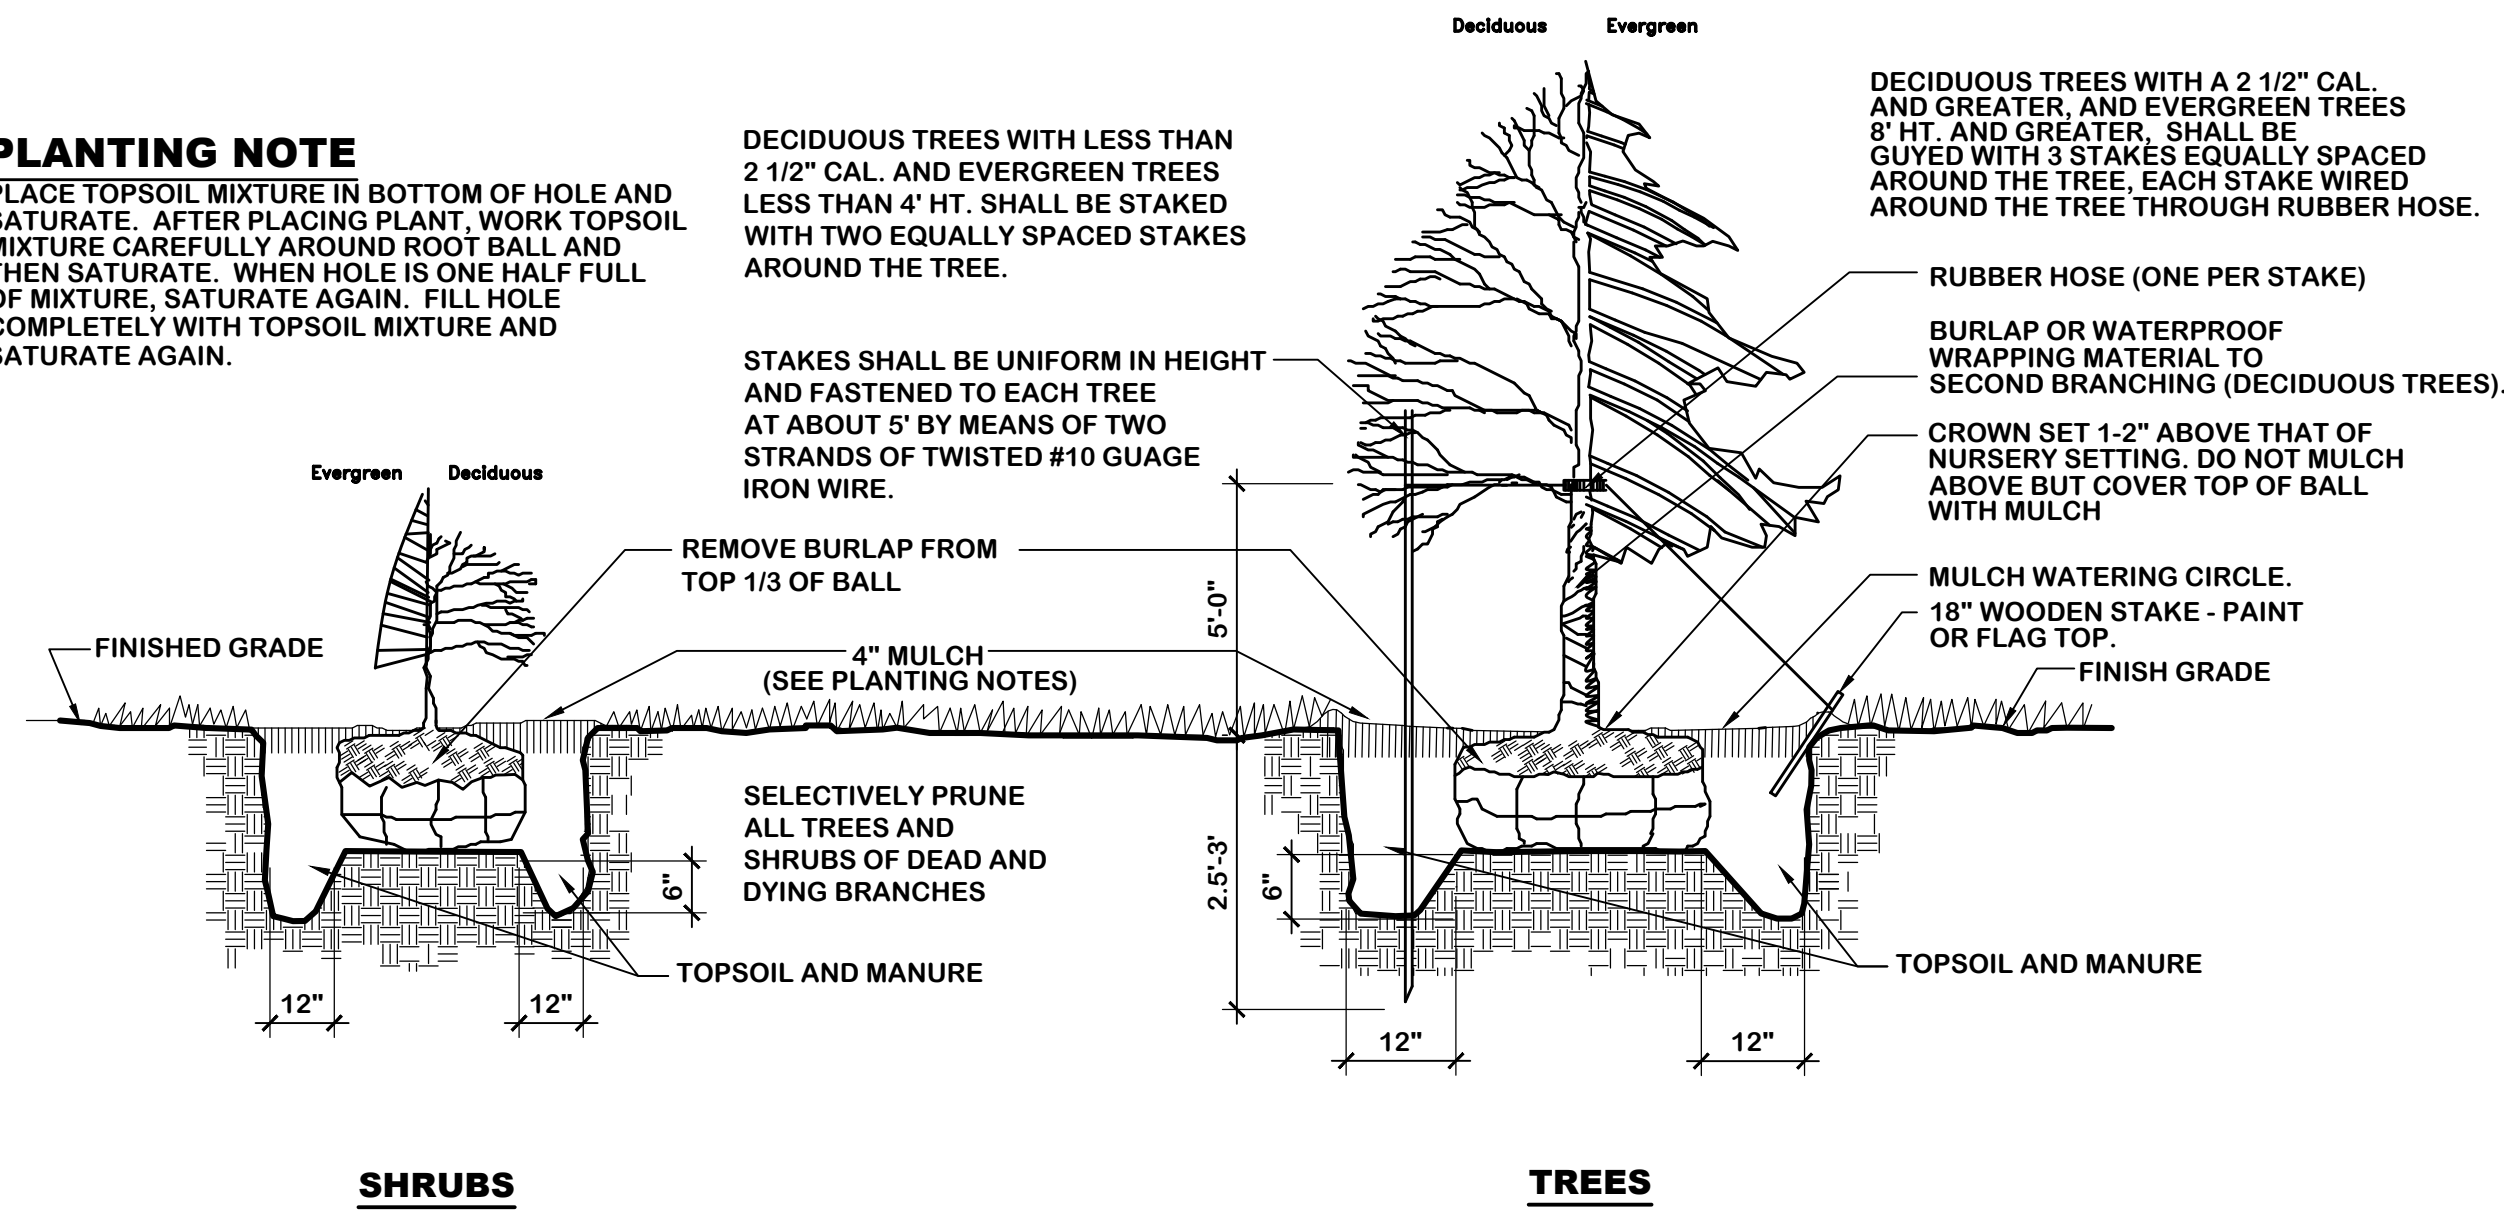 PLANTING NOTE
PLACE TOPSOIL MIXTURE IN BOTTOM OF HOLE AND
SATURATE. AFTER PLACING PLANT, WORK TOPSOIL
MIXTURE CAREFULLY AROUND ROOT BALL AND
THEN SATURATE. WHEN HOLE IS ONE HALF FULL
OF MIXTURE, SATURATE AGAIN. FILL HOLE
COMPLETELY WITH TOPSOIL MIXTURE AND
SATURATE AGAIN.
DECIDUOUS TREES WITH LESS THAN
2 1/2" CAL. AND EVERGREEN TREES
LESS THAN 4' HT. SHALL BE STAKED
WITH TWO EQUALLY SPACED STAKES
AROUND THE TREE.
STAKES SHALL BE UNIFORM IN HEIGHT
AND FASTENED TO EACH TREE
AT ABOUT 5' BY MEANS OF TWO
STRANDS OF TWISTED #10 GUAGE
IRON WIRE.
Deciduous Evergreen
DECIDUOUS TREES WITH A 2 1/2" CAL.
AND GREATER, AND EVERGREEN TREES
8' HT. AND GREATER, SHALL BE
GUYED WITH 3 STAKES EQUALLY SPACED
AROUND THE TREE, EACH STAKE WIRED
AROUND THE TREE THROUGH RUBBER HOSE.
RUBBER HOSE (ONE PER STAKE)
BURLAP OR WATERPROOF
WRAPPING MATERIAL TO
SECOND BRANCHING (DECIDUOUS TREES).
CROWN SET 1-2" ABOVE THAT OF
NURSERY SETTING. DO NOT MULCH
ABOVE BUT COVER TOP OF BALL
WITH MULCH
MULCH WATERING CIRCLE.
18" WOODEN STAKE - PAINT
OR FLAG TOP.
FINISH GRADE
Evergreen Deciduous
REMOVE BURLAP FROM
TOP 1/3 OF BALL
FINISHED GRADE
4" MULCH
(SEE PLANTING NOTES)
5'-0"
SELECTIVELY PRUNE
ALL TREES AND
SHRUBS OF DEAD AND
DYING BRANCHES
6"
2.5'-3'
6"
TOPSOIL AND MANURE
TOPSOIL AND MANURE
12"
12"
12"
12"
SHRUBS
TREES